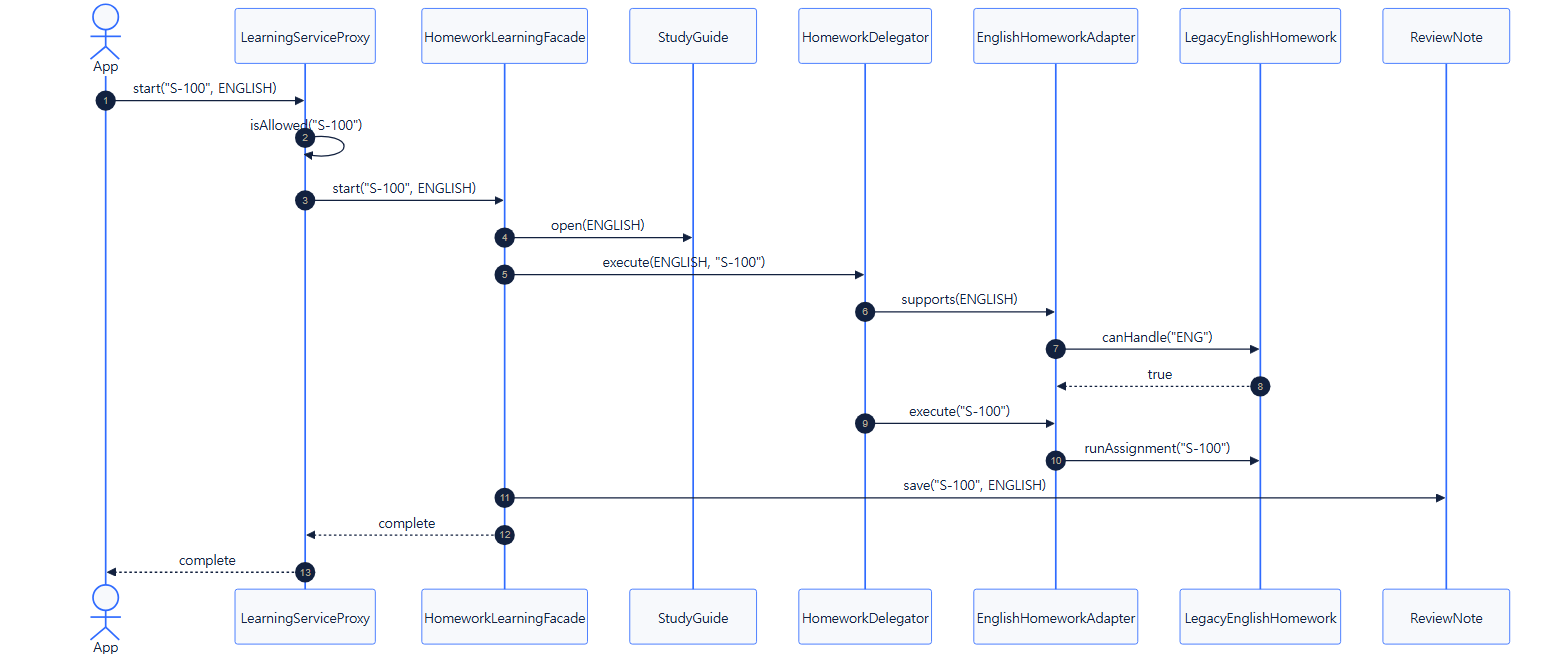 LearningServiceProxy
HomeworkLearningFacade
StudyGuide
HomeworkDelegator
EnglishHomeworkAdapter
LegacyEnglishHomework
ReviewNote
App
start("S-100", ENGLISH)
1
isAllowed("S-100")
2
start("S-100", ENGLISH)
3
open(ENGLISH)
4
execute(ENGLISH, "S-100")
5
supports(ENGLISH)
6
canHandle("ENG")
7
true
8
execute("S-100")
9
runAssignment("S-100")
10
save("S-100", ENGLISH)
11
complete
12
complete
13
LearningServiceProxy
HomeworkLearningFacade
StudyGuide
HomeworkDelegator
EnglishHomeworkAdapter
LegacyEnglishHomework
ReviewNote
App